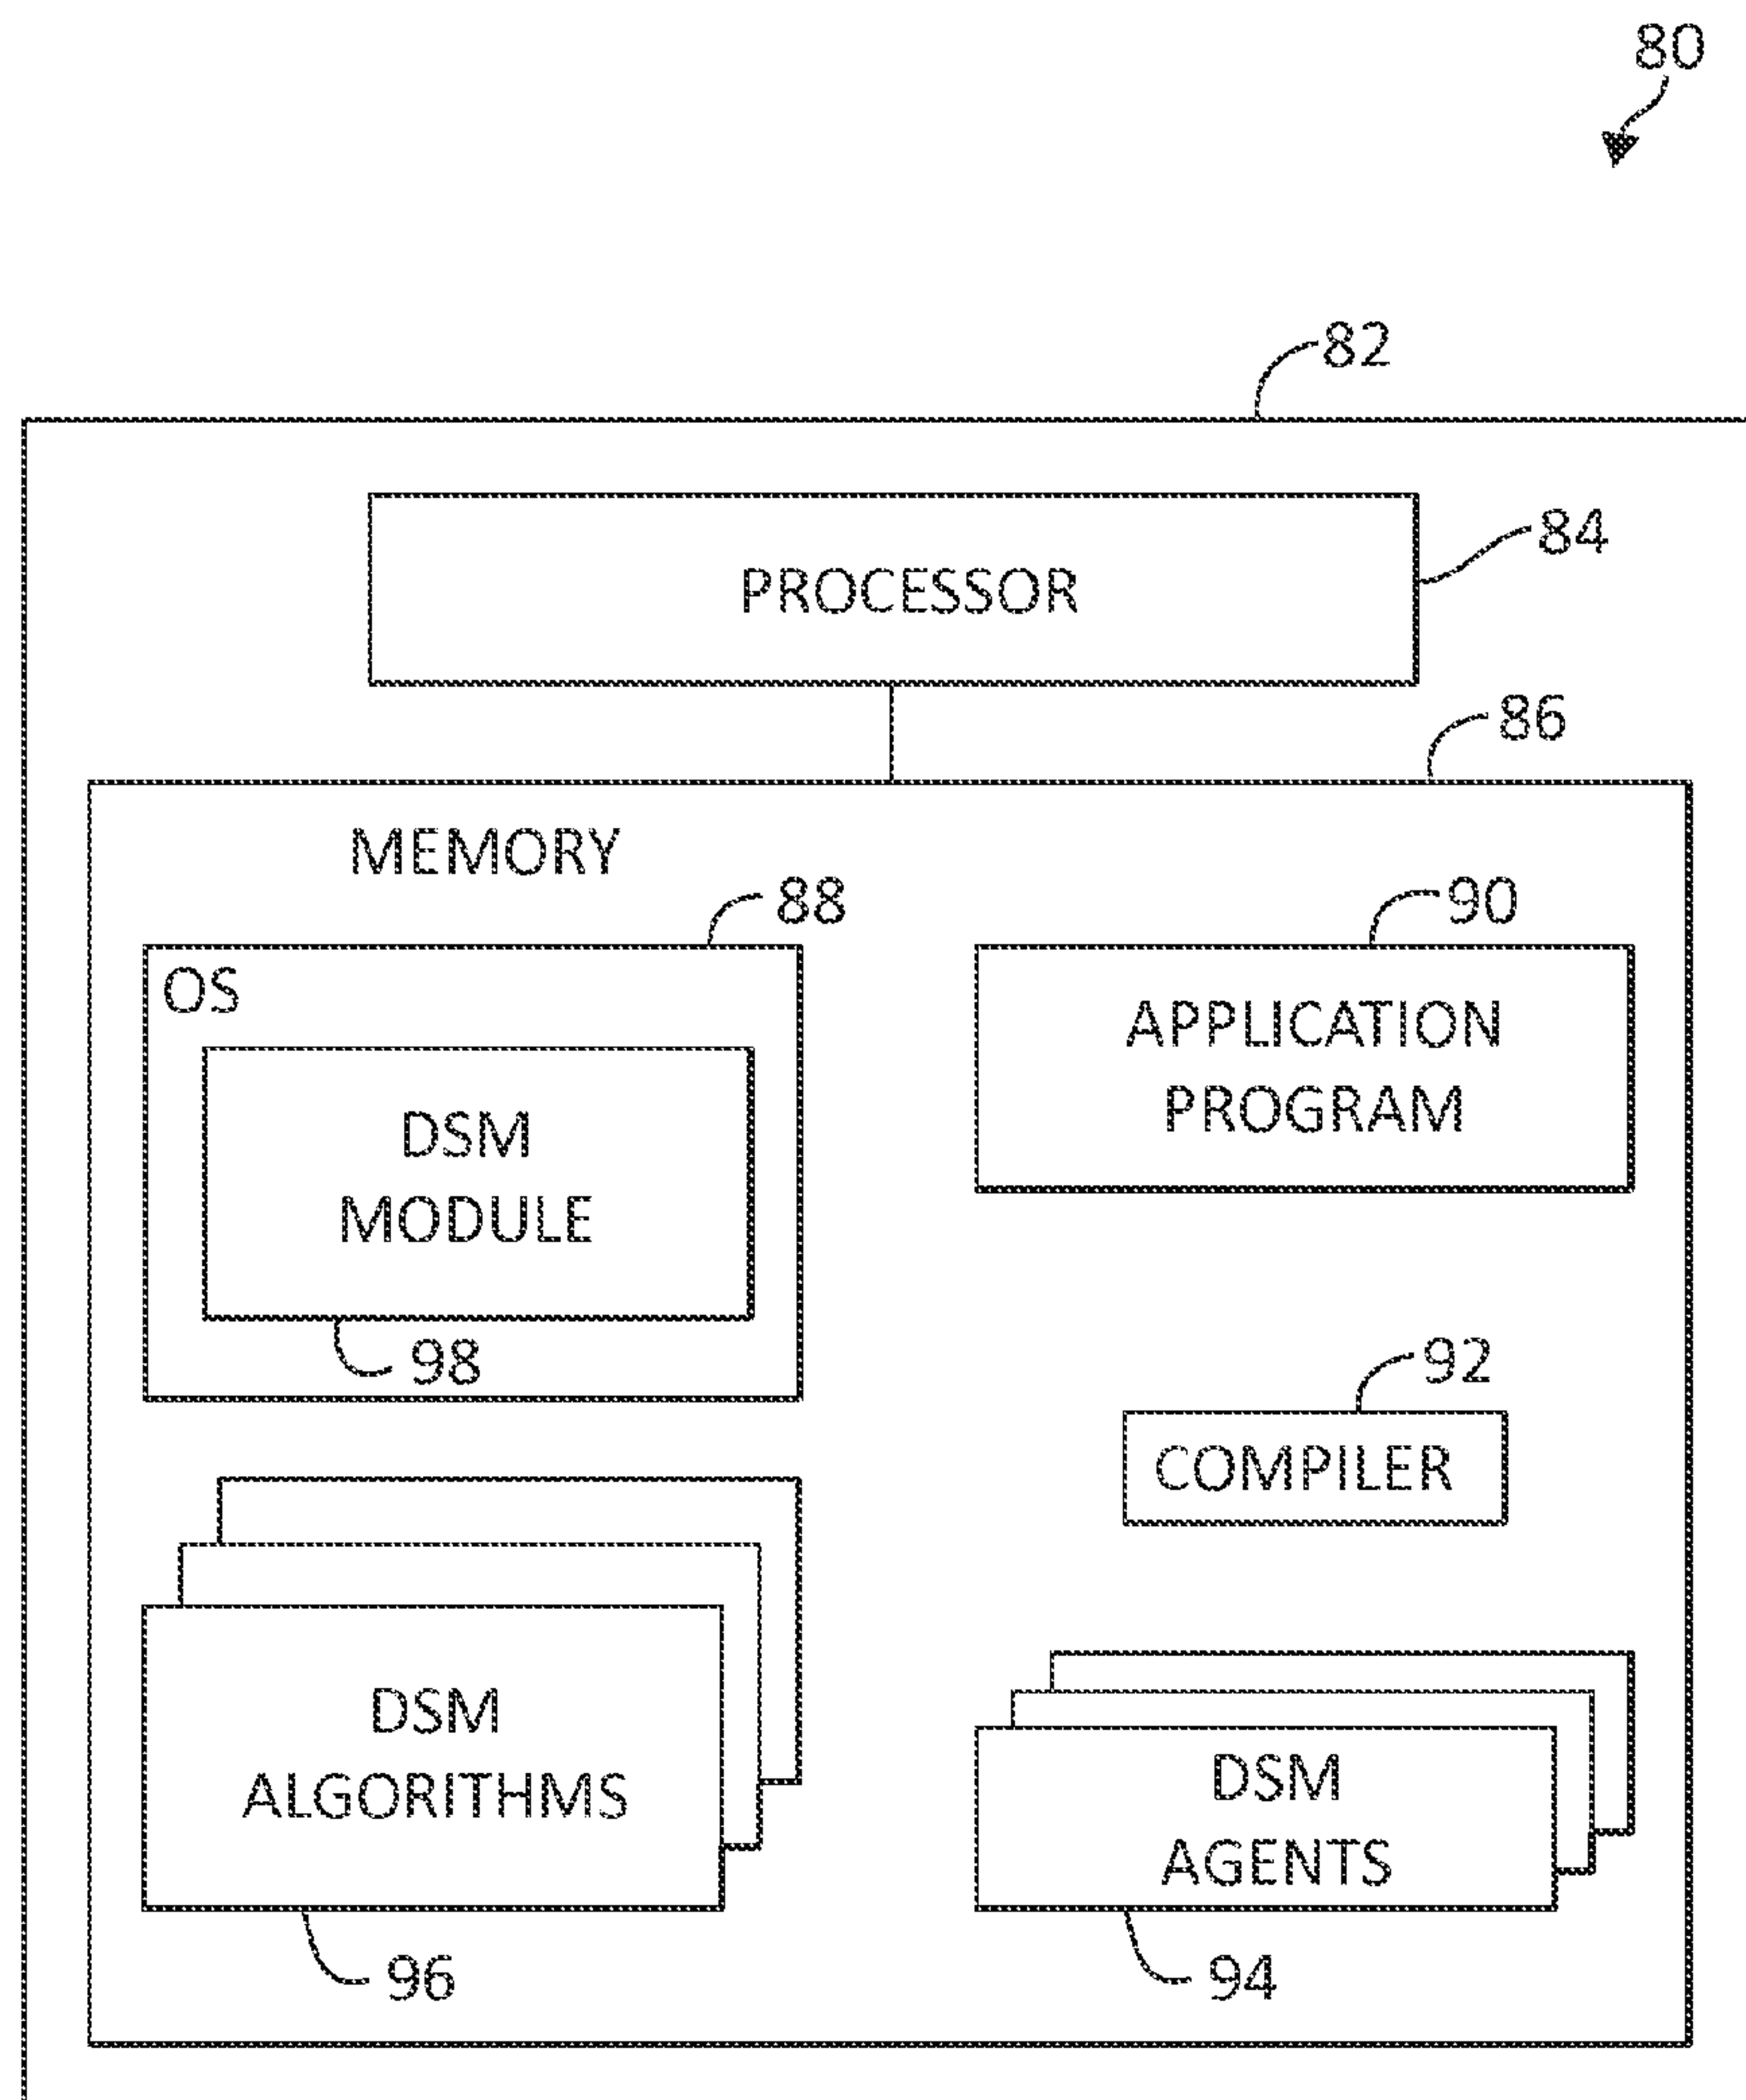 80
82
PROCESSOR
84
86
MEMORY
88
90
OS
APPLICATION
PROGRAM
DSM
MODULE
98
92
COMPILER
DSM
ALGORITHMS
DSM
AGENTS
96
94